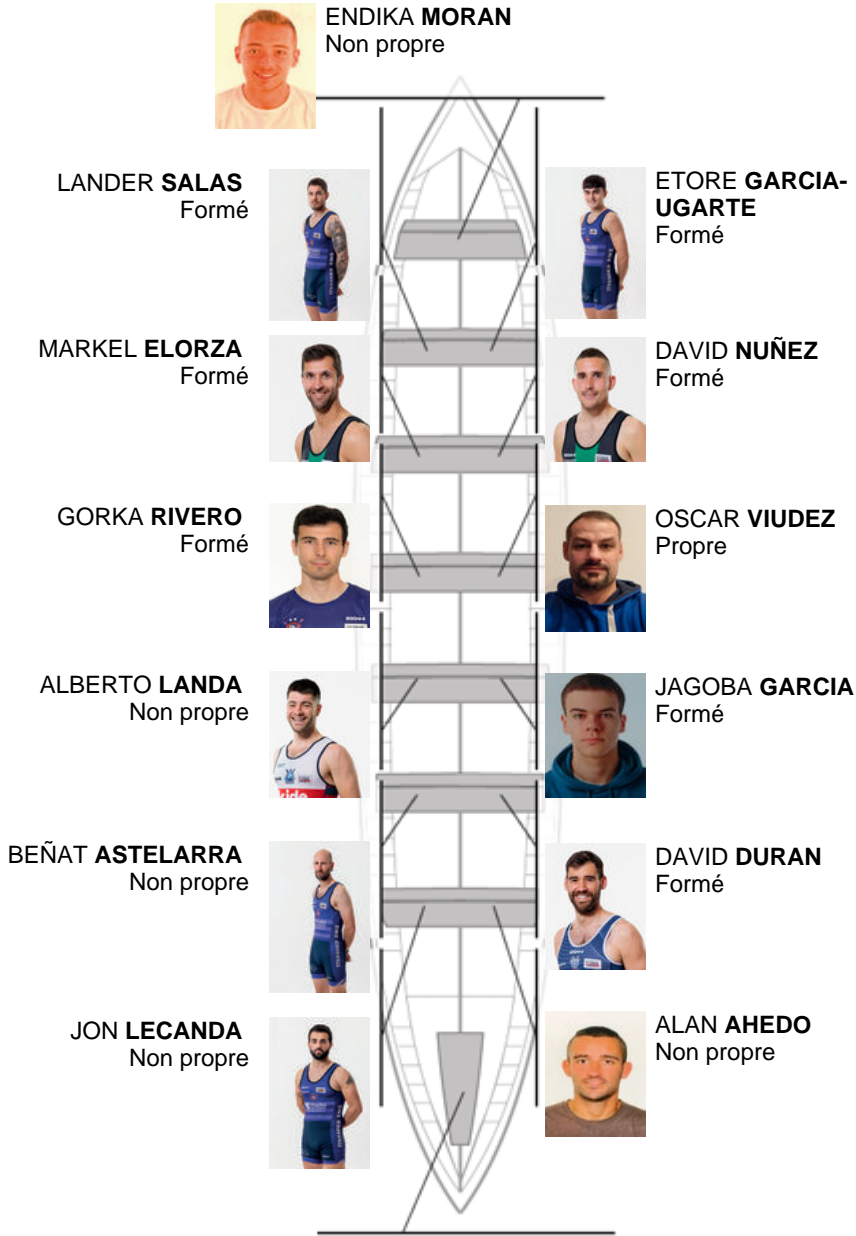 ENDIKA MORAN
Non propre
LANDER SALAS
Formé
ETORE GARCIA-
UGARTE
Formé
MARKEL ELORZA
Formé
DAVID NUÑEZ
Formé
GORKA RIVERO
Formé
OSCAR VIUDEZ
Propre
ALBERTO LANDA
Non propre
JAGOBA GARCIA
Formé
BEÑAT ASTELARRA
Non propre
DAVID DURAN
Formé
JON LECANDA
Non propre
ALAN AHEDO
Non propre